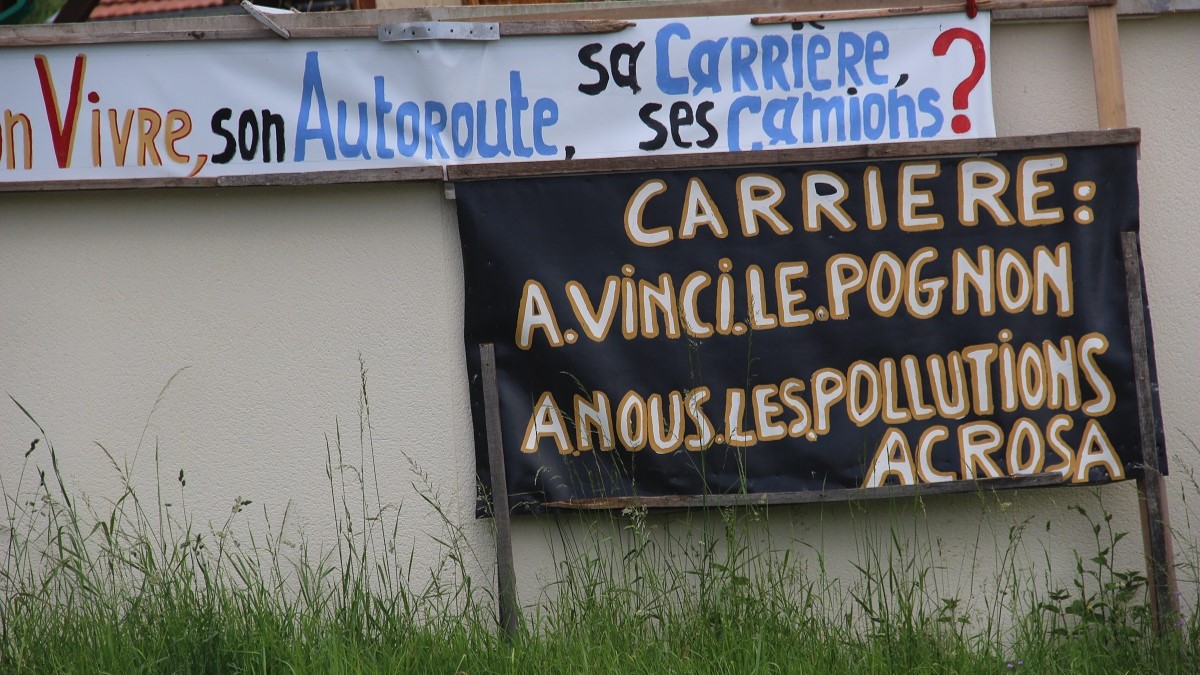 on Vivre, son Autoroute, sa Carrière,
ses camions ?
CARRIERE:
A.VINCI.LE.POGNON
A.NOUS.LES.POLLUTIONS
ACROSA